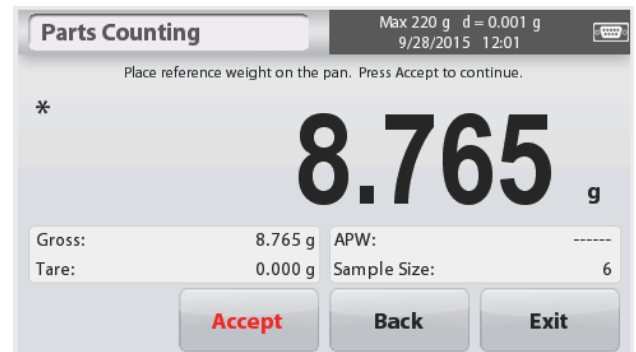 Parts Counting
Max 220 g d = 0.001 g
9/28/2015 12:01
Place reference weight on the pan. Press Accept to continue.
*
8.765 g
Gross: 8.765 g APW: ------
Tare: 0.000 g Sample Size: 6
Accept Back Exit